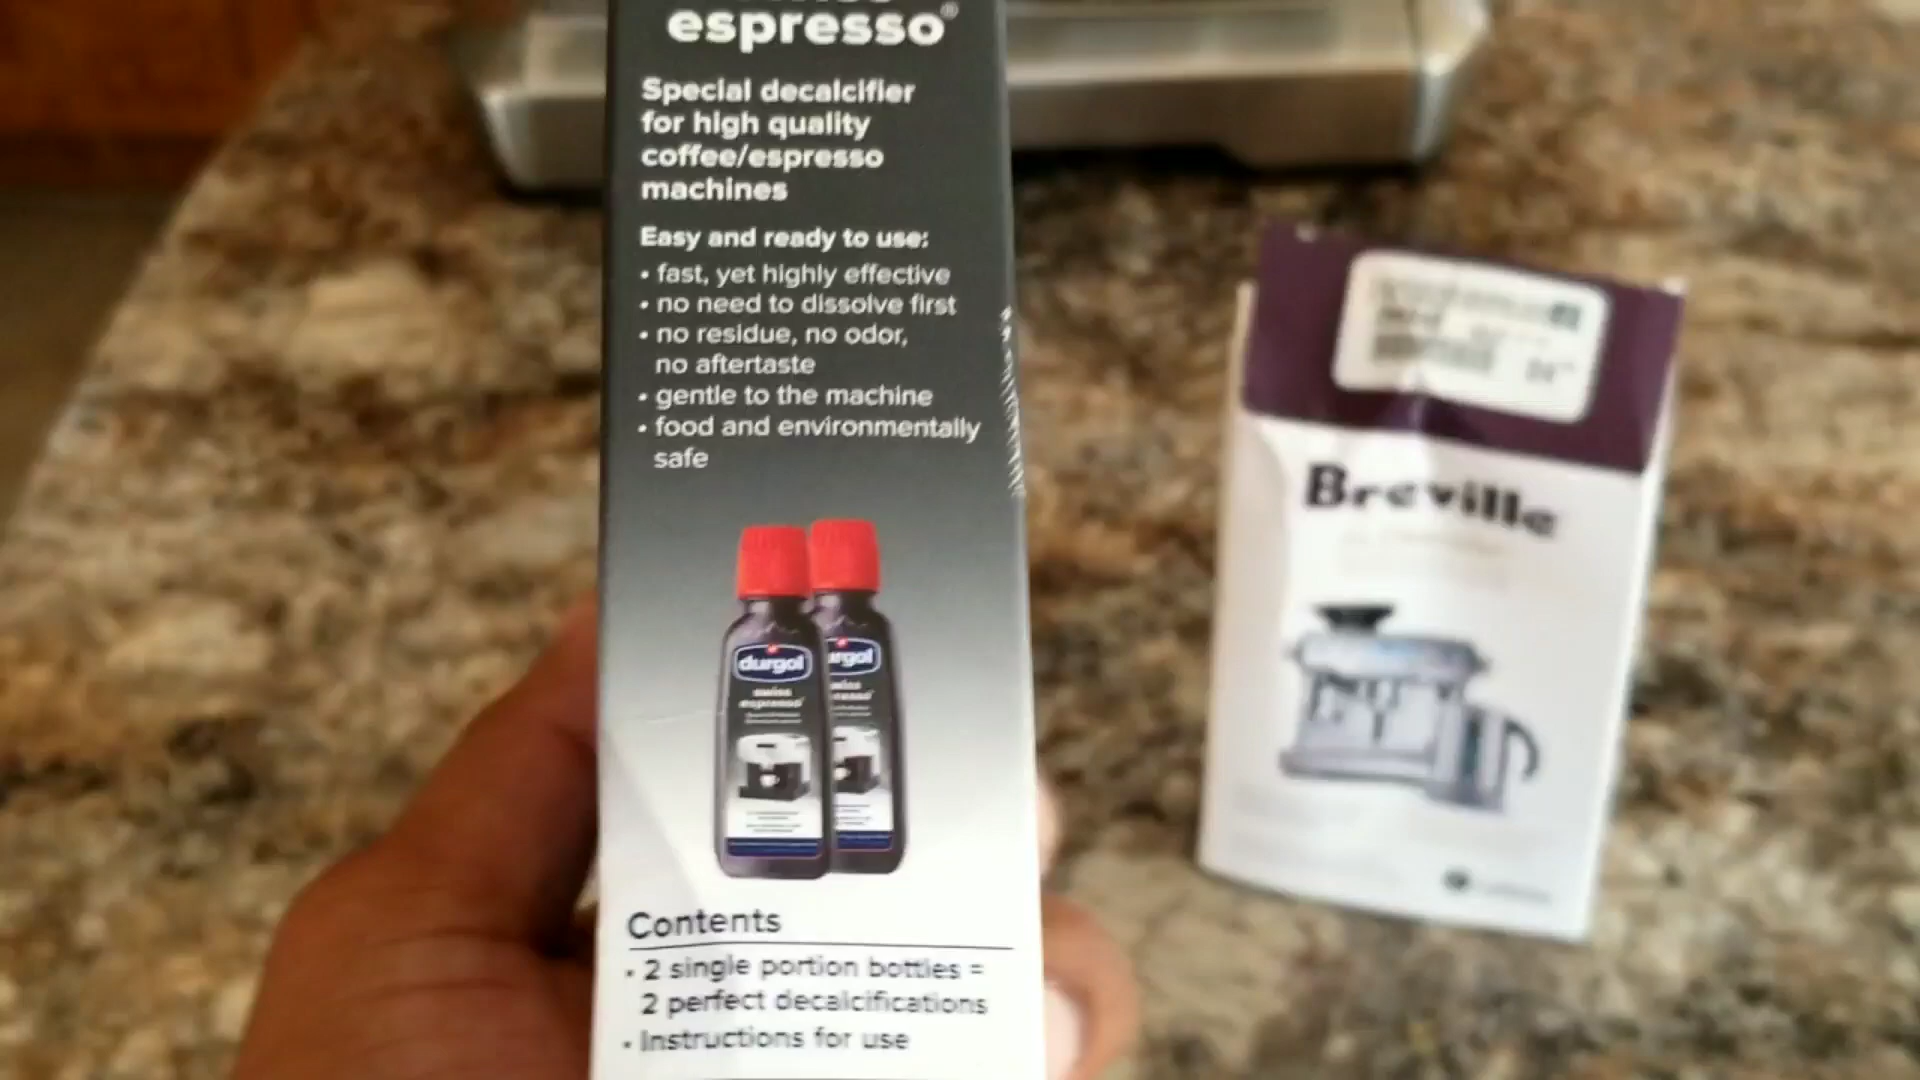 espresso®
Special decalcifier
for high quality
coffee/espresso
machines
Easy and ready to use:
• fast, yet highly effective
• no need to dissolve first
• no residue, no odor,
no aftertaste
• gentle to the machine
• food and environmentally
safe
durgol
swiss
espresso®
urgol
Contents
• 2 single portion bottles =
2 perfect decalcifications
• Instructions for use
Breville